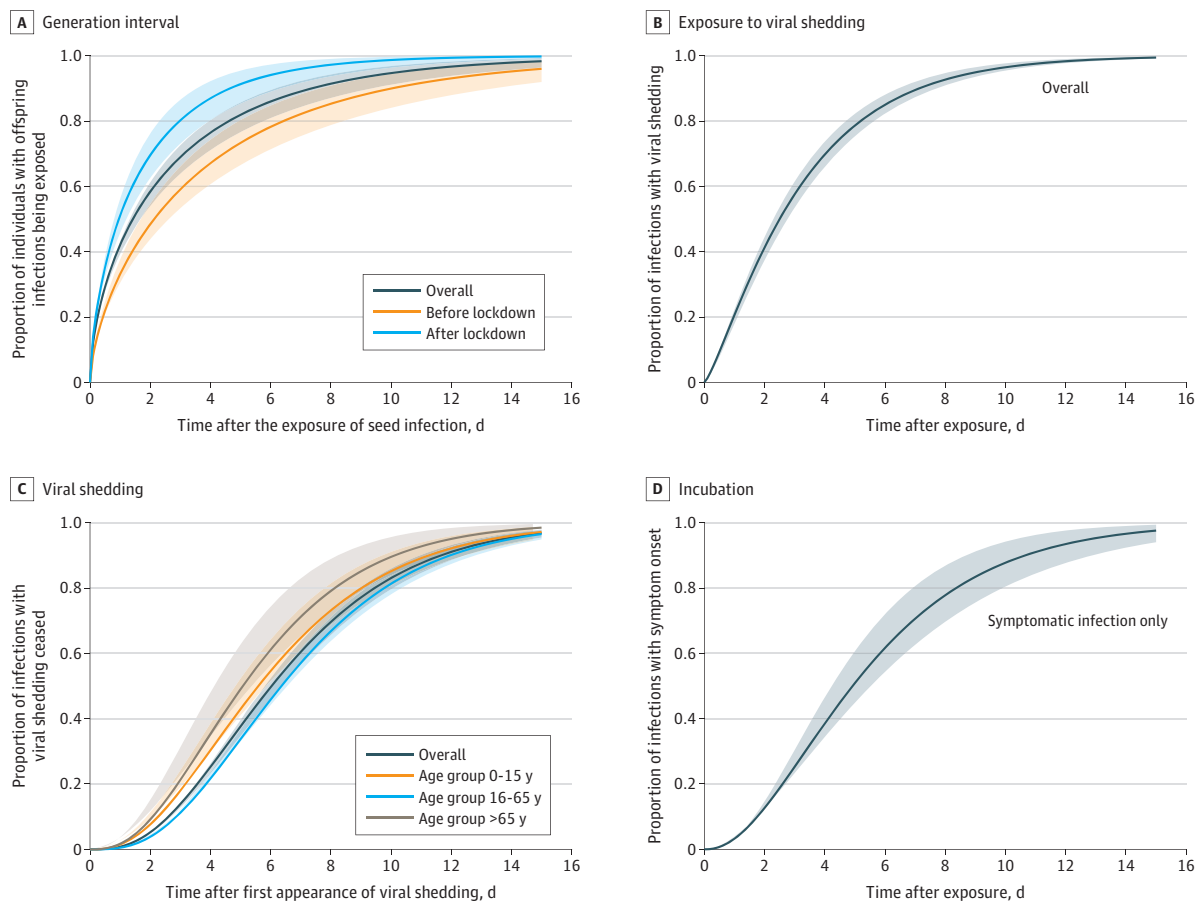 A Generation interval
Proportion of individuals with offspring
infections being exposed
1.0
0.8
0.6
0.4
0.2
0
0 2 4 6 8 10 12 14 16
Time after the exposure of seed infection, d
Overall
Before lockdown
After lockdown
B Exposure to viral shedding
Proportion of infections with viral shedding
1.0
0.8
0.6
0.4
0.2
0
0 2 4 6 8 10 12 14 16
Time after exposure, d
Overall
C Viral shedding
Proportion of infections with
viral shedding ceased
1.0
0.8
0.6
0.4
0.2
0
0 2 4 6 8 10 12 14 16
Time after first appearance of viral shedding, d
Overall
Age group 0-15 y
Age group 16-65 y
Age group >65 y
D Incubation
Proportion of infections with symptom onset
1.0
0.8
0.6
0.4
0.2
0
0 2 4 6 8 10 12 14 16
Time after exposure, d
Symptomatic infection only